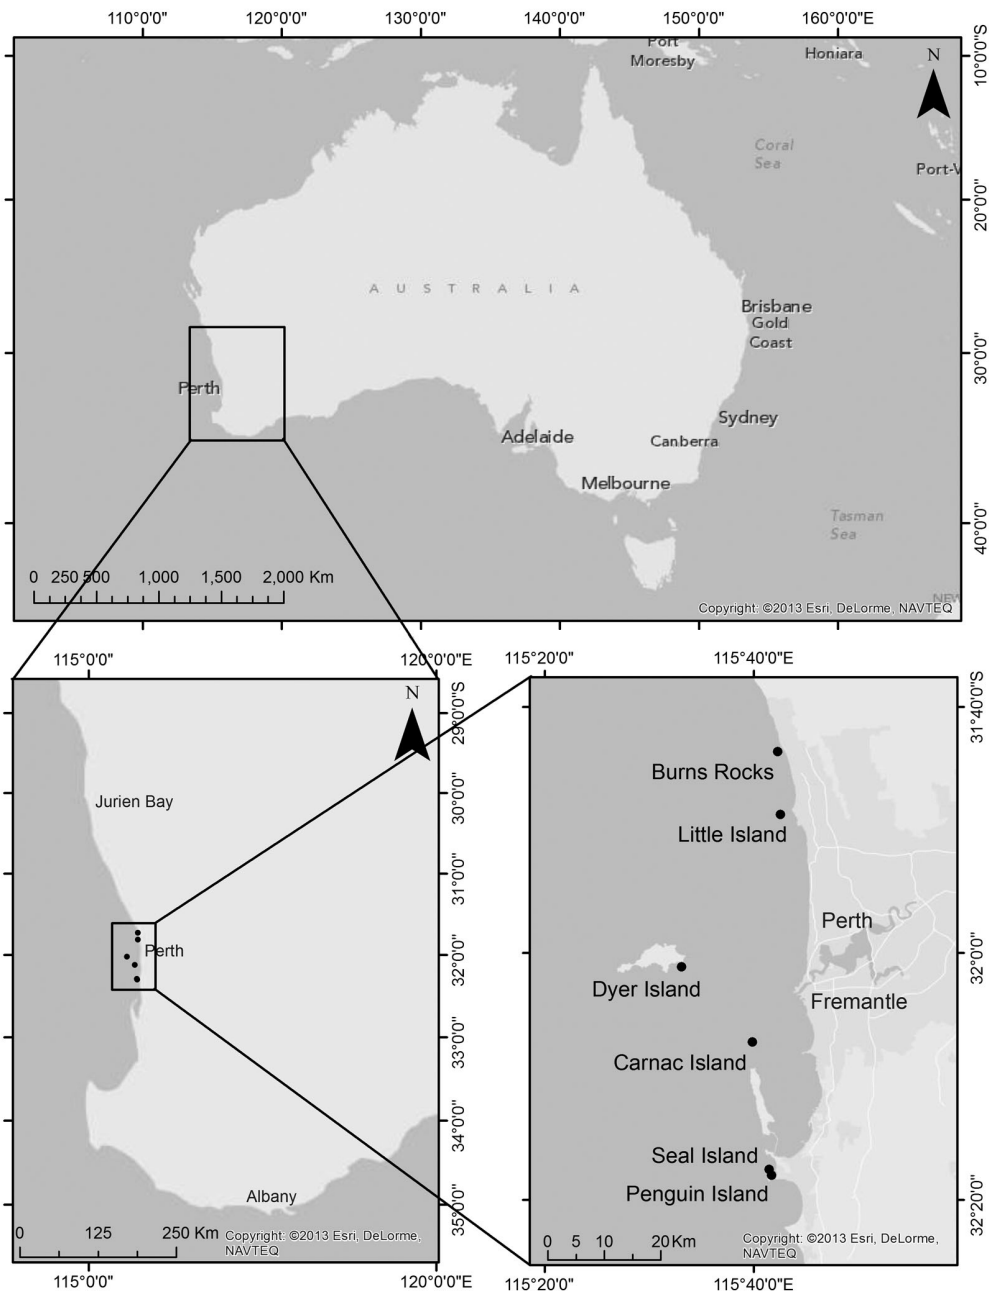 110°0'0"E 120°0'0"E 130°0'0"E 140°0'0"E 150°0'0"E 160°0'0"E
Port
Moresby
Honiara
N
10°0'0"S
Coral
Sea
Port-V
20°0'0"
A U S T R A L I A
Brisbane
Gold
Coast
30°0'0"
Perth
Sydney
Adelaide
Canberra
Melbourne
Tasman
Sea
40°0'0"
0 250 500 1,000 1,500 2,000 Km
NEW
Copyright: ©2013 Esri, DeLorme, NAVTEQ
115°0'0" 120°0'0"E
N
29°0'0"S
Jurien Bay
30°0'0"
31°0'0"
Perth
32°0'0"
33°0'0"
34°0'0"
Albany
35°0'0"
0 125 250 Km
Copyright: ©2013 Esri, DeLorme,
NAVTEQ
115°0'0" 120°0'0"E
115°20'0" 115°40'0"E
31°40'0"S
Burns Rocks
Little Island
Perth
32°0'0"
Dyer Island
Fremantle
Carnac Island
Seal Island
Penguin Island
32°20'0"
0 5 10 20 Km
Copyright: ©2013 Esri, DeLorme,
NAVTEQ
115°20'0" 115°40'0"E